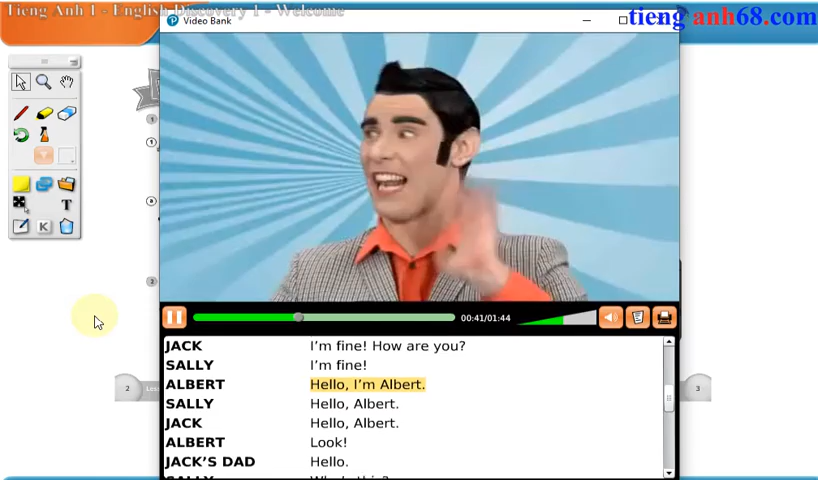 Tieng Anh 1 - English Discovery 1 - Welcome
tieng anh68.com
Video Bank
00:41/01:44
JACK I'm fine! How are you?
SALLY I'm fine!
ALBERT Hello, I'm Albert.
SALLY Hello, Albert.
JACK Hello, Albert.
ALBERT Look!
JACK'S DAD Hello.
T
K
2
3